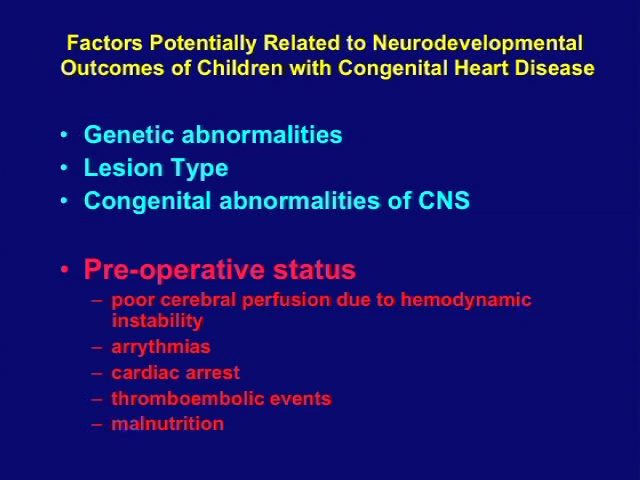 Factors Potentially Related to Neurodevelopmental
Outcomes of Children with Congenital Heart Disease
• Genetic abnormalities
• Lesion Type
• Congenital abnormalities of CNS
• Pre-operative status
– poor cerebral perfusion due to hemodynamic
instability
– arrythmias
– cardiac arrest
– thromboembolic events
– malnutrition